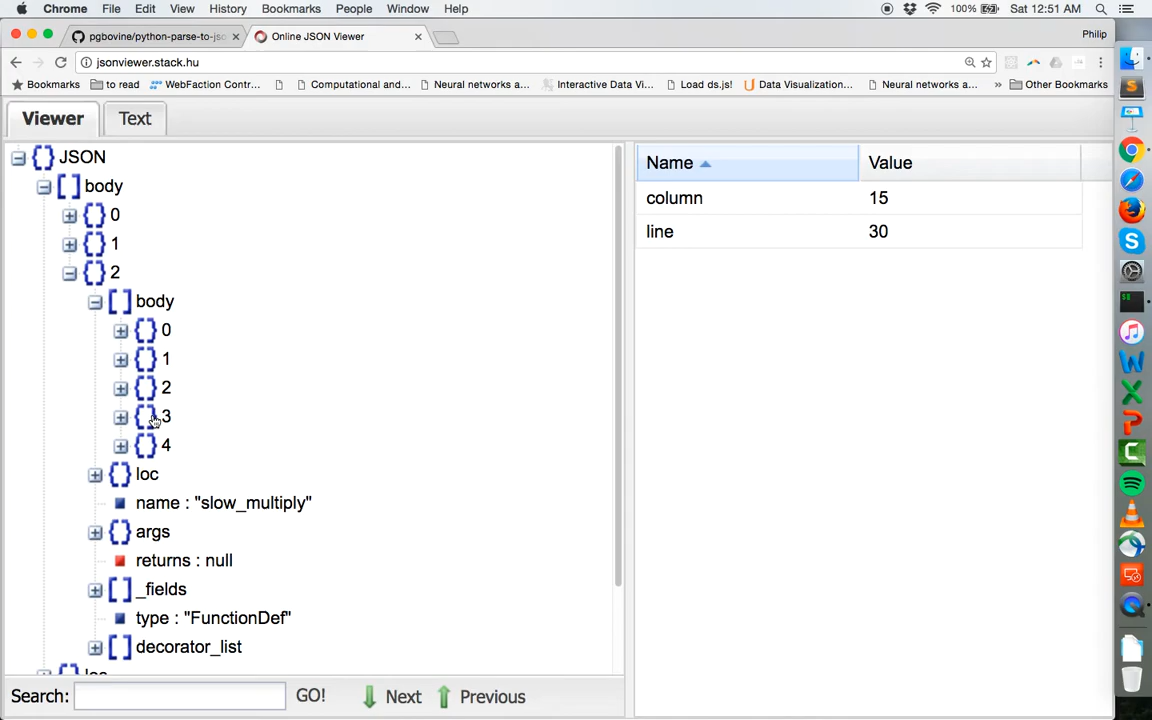 Chrome File Edit View History Bookmarks People Window Help 100% Sat 12:51 AM
pgbovine/python-parse-to-jso × Online JSON Viewer × Philip
jsonviewer.stack.hu
Bookmarks to read WebFaction Contr... Computational and... Neural networks a... Interactive Data Vi... Load ds.js! Data Visualization... Neural networks a... » Other Bookmarks
Viewer Text
JSON
body
0
1
2
body
0
1
2
3
4
loc
name : "slow_multiply"
args
returns : null
_fields
type : "FunctionDef"
decorator_list
Name Value
column 15
line 30
Search: GO! Next Previous